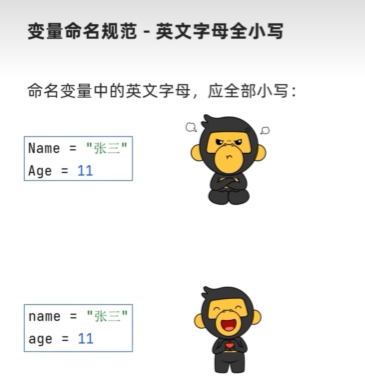 变量命名规范 - 英文字母全小写
命名变量中的英文字母，应全部小写：
Name = "张三"
Age = 11
name = "张三"
age = 11